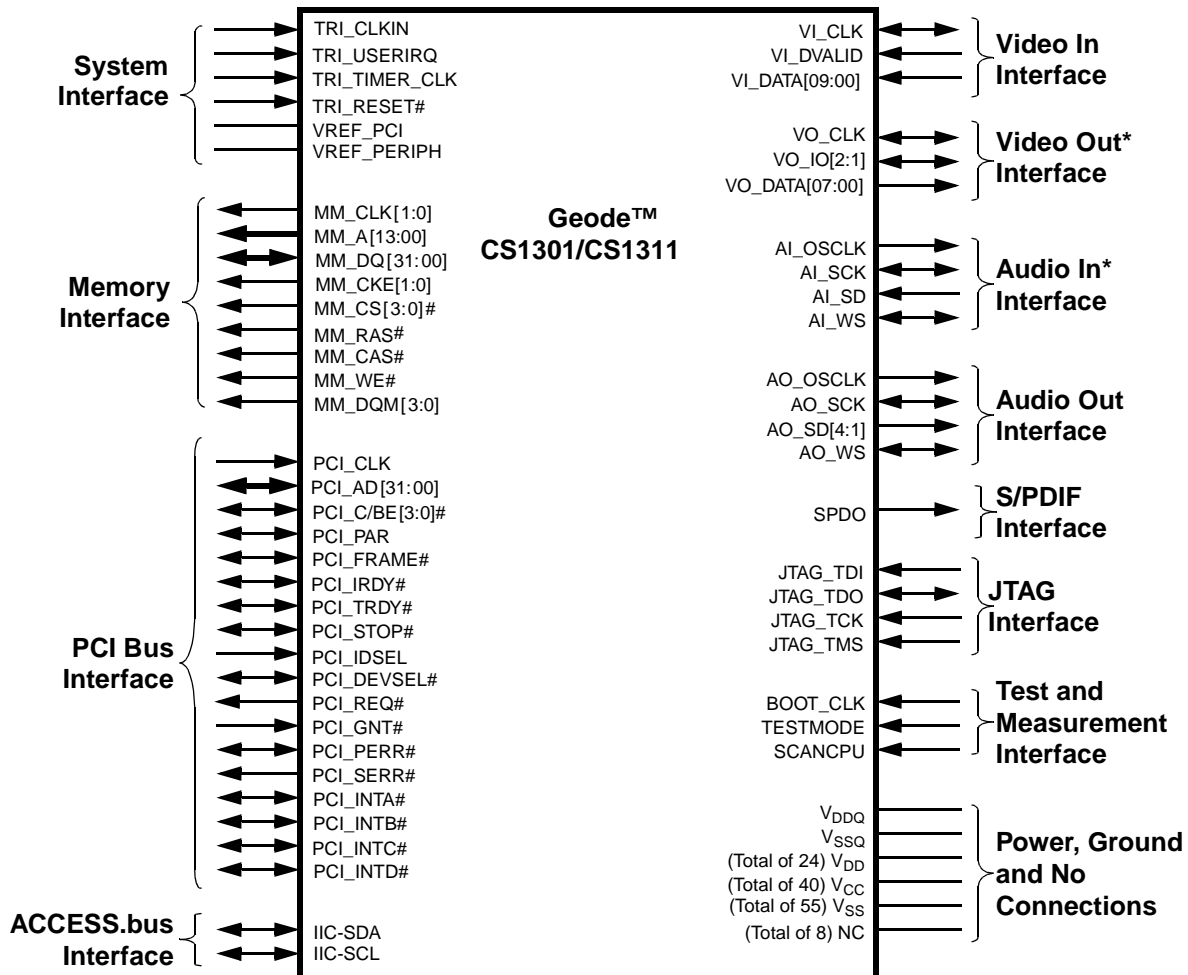 System
Interface
TRI_CLKIN
TRI_USERIRQ
TRI_TIMER_CLK
TRI_RESET#
VREF_PCI
VREF_PERIPH
Memory
Interface
MM_CLK[1:0]
MM_A[13:00]
MM_DQ[31:00]
MM_CKE[1:0]
MM_CS[3:0]#
MM_RAS#
MM_CAS#
MM_WE#
MM_DQM[3:0]
PCI Bus
Interface
PCI_CLK
PCI_AD[31:00]
PCI_C/BE[3:0]#
PCI_PAR
PCI_FRAME#
PCI_IRDY#
PCI_TRDY#
PCI_STOP#
PCI_IDSEL
PCI_DEVSEL#
PCI_REQ#
PCI_GNT#
PCI_PERR#
PCI_SERR#
PCI_INTA#
PCI_INTB#
PCI_INTC#
PCI_INTD#
ACCESS.bus
Interface
IIC-SDA
IIC-SCL
Geode™
CS1301/CS1311
VI_CLK
VI_DVALID
VI_DATA[09:00]
Video In
Interface
VO_CLK
VO_IO[2:1]
VO_DATA[07:00]
Video Out*
Interface
AI_OSCLK
AI_SCK
AI_SD
AI_WS
Audio In*
Interface
AO_OSCLK
AO_SCK
AO_SD[4:1]
AO_WS
Audio Out
Interface
SPDO
S/PDIF
Interface
JTAG_TDI
JTAG_TDO
JTAG_TCK
JTAG_TMS
JTAG
Interface
BOOT_CLK
TESTMODE
SCANCPU
Test and
Measurement
Interface
VDDQ
VSSQ
(Total of 24) VDD
(Total of 40) VCC
(Total of 55) VSS
(Total of 8) NC
Power, Ground
and No
Connections